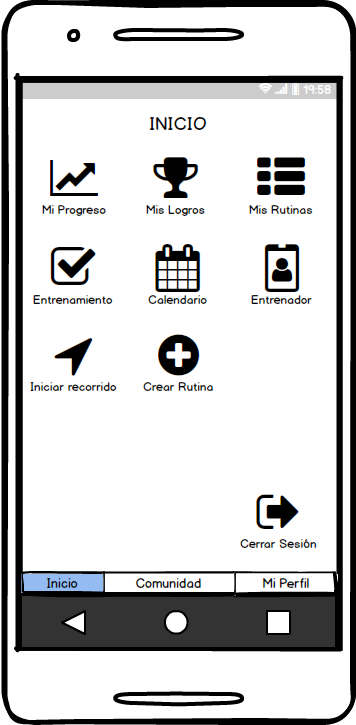 19:58
INICIO
Mi Progreso Mis Logros Mis Rutinas
Entrenamiento Calendario Entrenador
Iniciar recorrido Crear Rutina
Cerrar Sesión
Inicio Comunidad Mi Perfil